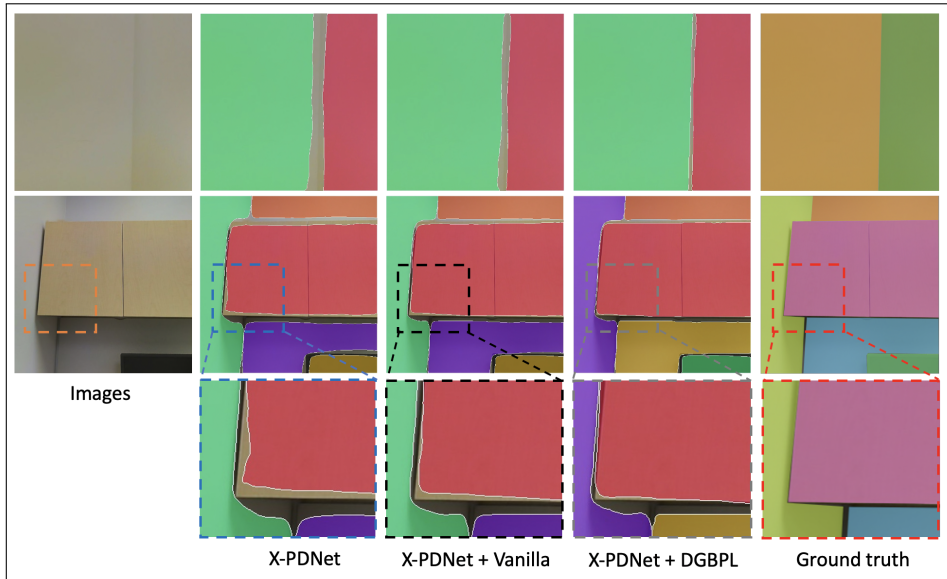 Images
X-PDNet
X-PDNet + Vanilla
X-PDNet + DGBPL
Ground truth